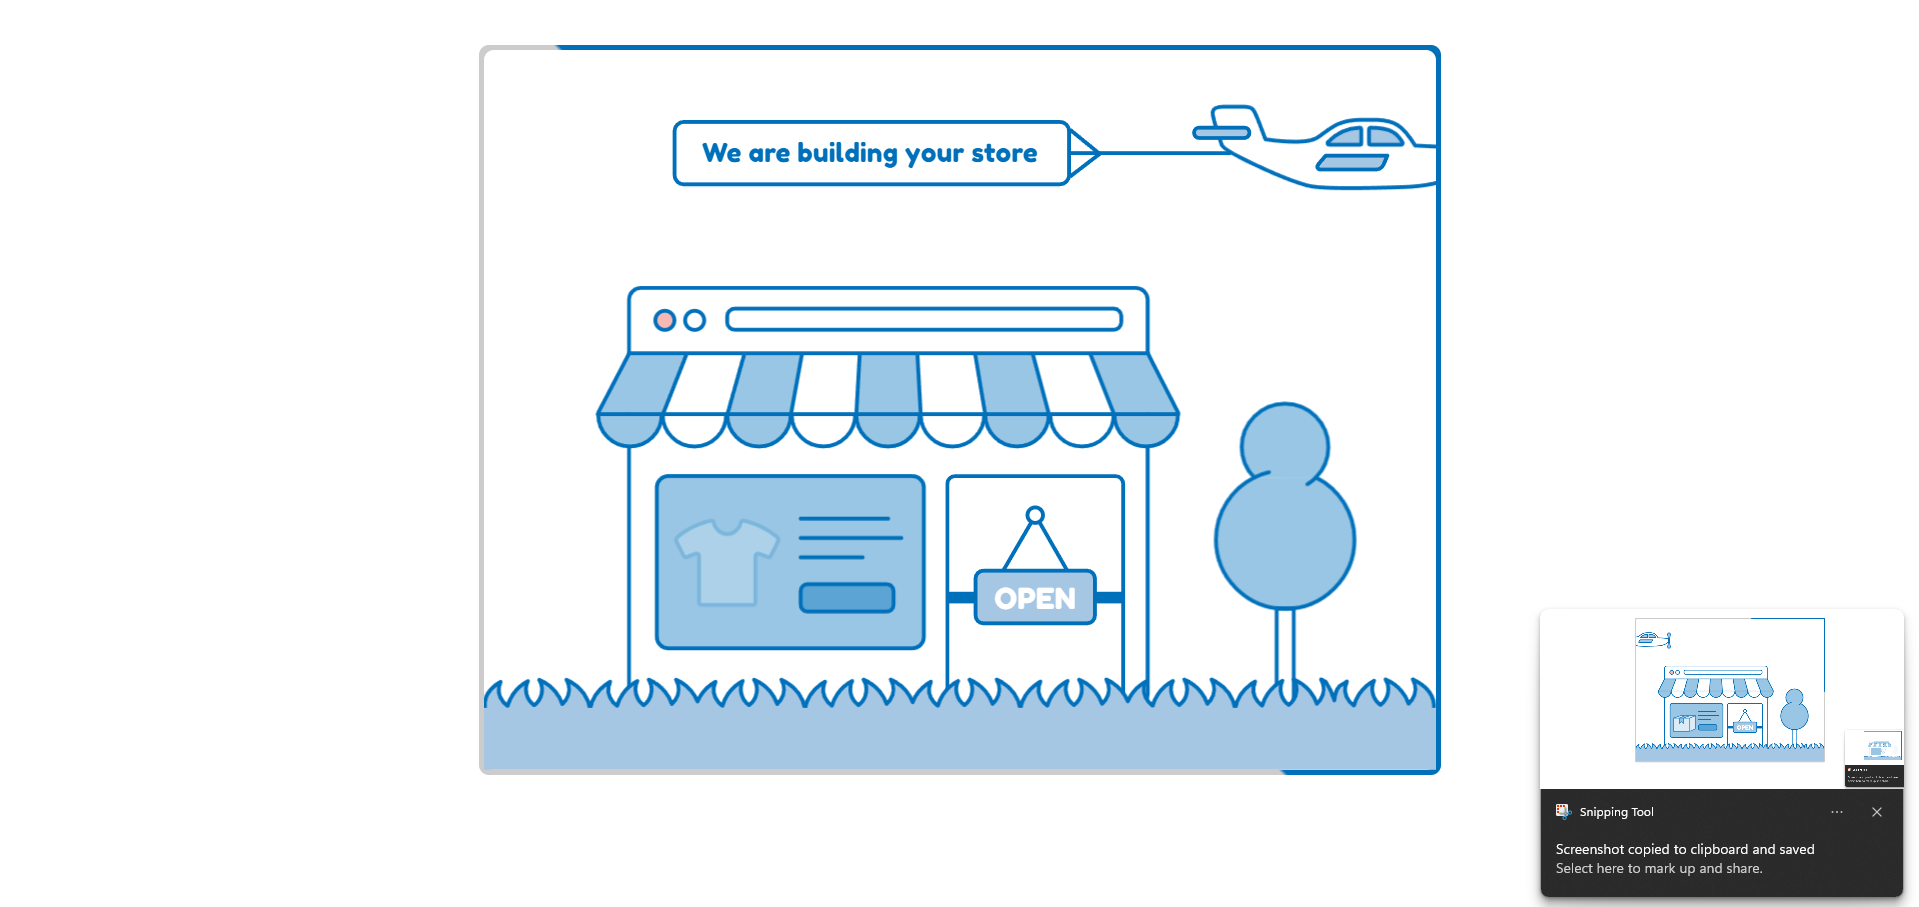 We are building your store
OPEN
Snipping Tool
Screenshot copied to clipboard and saved
Select here to mark up and share.